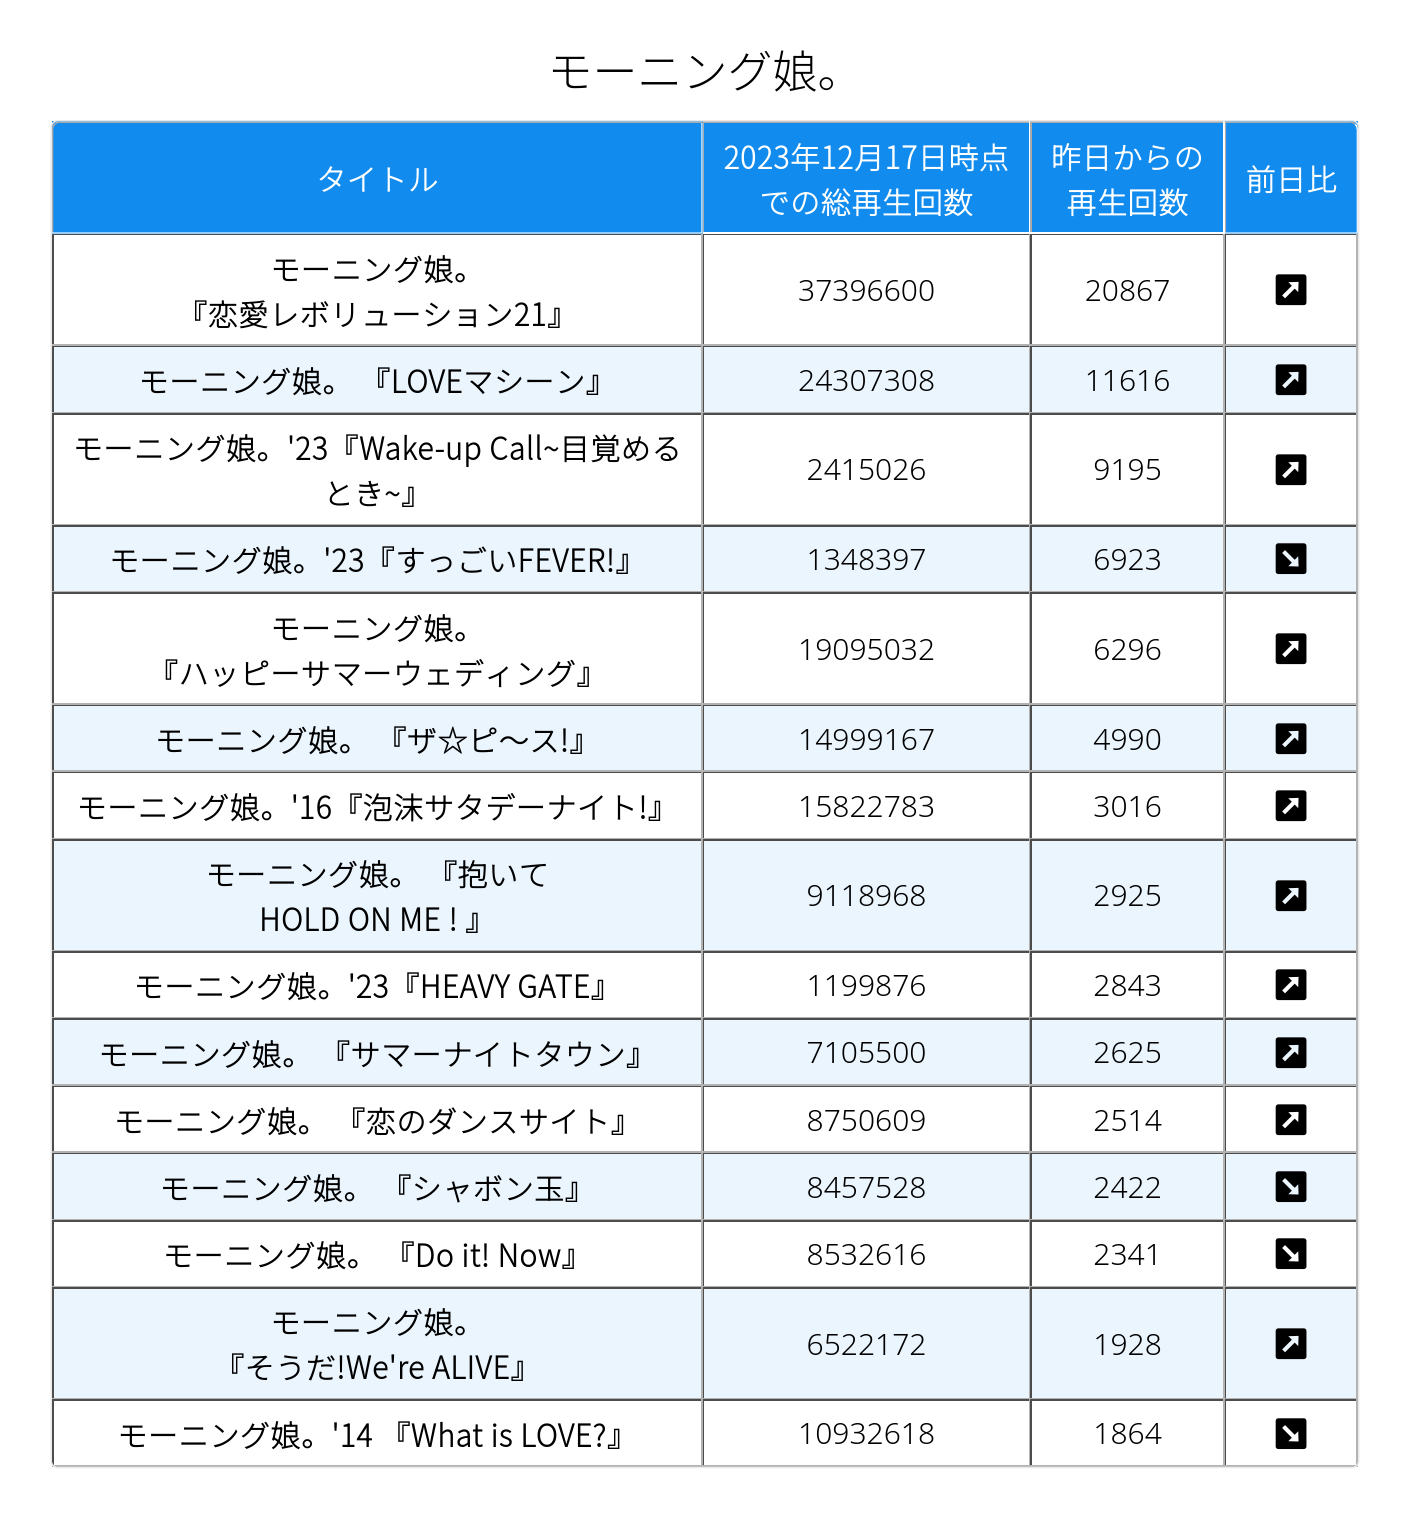 モーニング娘。
タイトル
2023年12月17日時点
での総再生回数
昨日からの
再生回数
前日比
モーニング娘。
『恋愛レボリューション21』
37396600
20867
モーニング娘。 『LOVEマシーン』
24307308
11616
モーニング娘。'23『Wake-up Call~目覚める
とき~』
2415026
9195
モーニング娘。'23『すっごいFEVER!』
1348397
6923
モーニング娘。
『ハッピーサマーウェディング』
19095032
6296
モーニング娘。 『ザ☆ピ〜ス!』
14999167
4990
モーニング娘。'16『泡沫サタデーナイト!』
15822783
3016
モーニング娘。 『抱いて
HOLD ON ME ! 』
9118968
2925
モーニング娘。'23『HEAVY GATE』
1199876
2843
モーニング娘。 『サマーナイトタウン』
7105500
2625
モーニング娘。 『恋のダンスサイト』
8750609
2514
モーニング娘。 『シャボン玉』
8457528
2422
モーニング娘。 『Do it! Now』
8532616
2341
モーニング娘。
『そうだ!We're ALIVE』
6522172
1928
モーニング娘。'14 『What is LOVE?』
10932618
1864